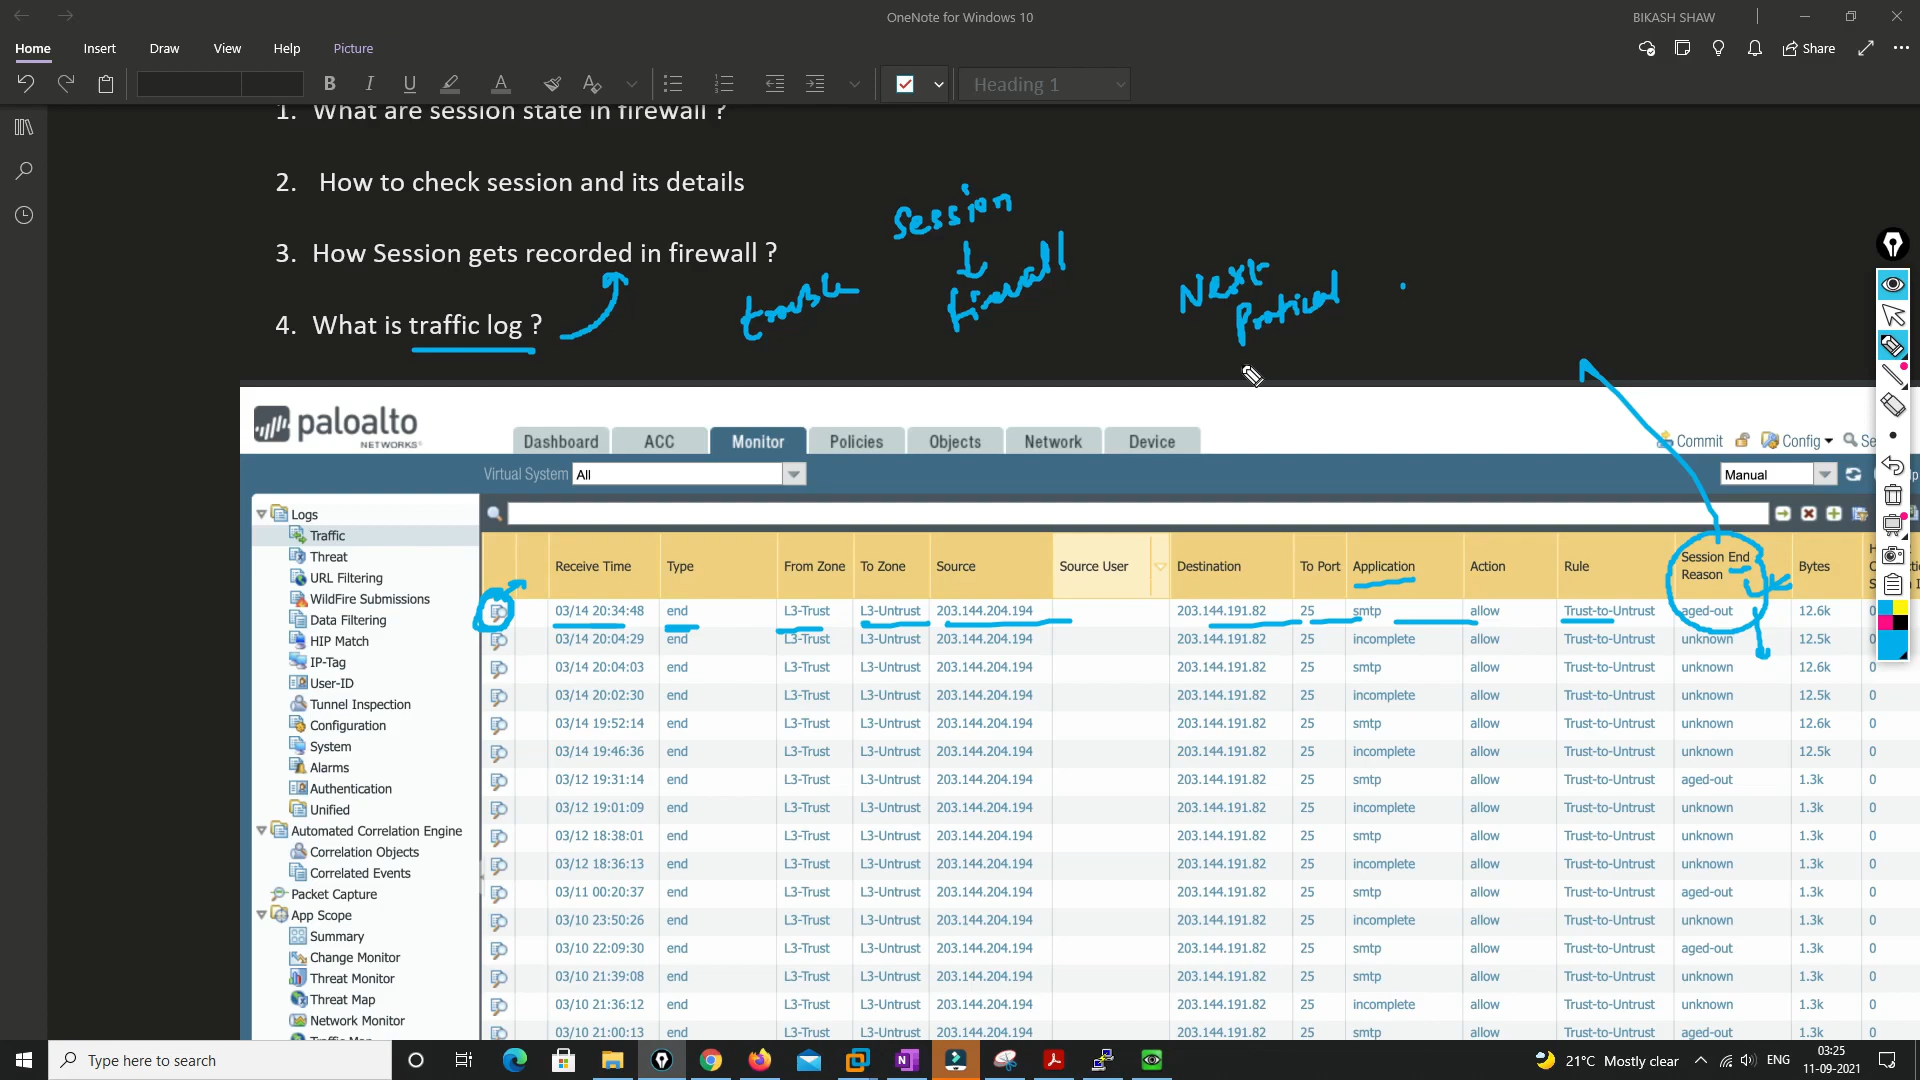 OneNote for Windows 10
BIKASH SHAW
Home Insert Draw View Help Picture
Share
B I U A Heading 1
1. What are session state in firewall ?
2. How to check session and its details
session
3. How Session gets recorded in firewall ?
firewall
trouble
Next
4. What is traffic log ?
paloalto
NETWORKS
Dashboard ACC Monitor Policies Objects Network Device
Commit Config Se
Virtual System All Manual
Logs
Traffic
Threat
URL Filtering
WildFire Submissions
Data Filtering
HIP Match
IP-Tag
User-ID
Tunnel Inspection
Configuration
System
Alarms
Authentication
Unified
Automated Correlation Engine
Correlation Objects
Correlated Events
Packet Capture
App Scope
Summary
Change Monitor
Threat Monitor
Threat Map
Network Monitor
Receive Time Type From Zone To Zone Source Source User Destination To Port Application Action Rule Session End Reason Bytes
03/14 20:34:48 end L3-Trust L3-Untrust 203.144.204.194 203.144.191.82 25 smtp allow Trust-to-Untrust aged-out 12.6k 0
03/14 20:04:29 end L3-Trust L3-Untrust 203.144.204.194 203.144.191.82 25 incomplete allow Trust-to-Untrust unknown 12.5k 0
03/14 20:04:03 end L3-Trust L3-Untrust 203.144.204.194 203.144.191.82 25 smtp allow Trust-to-Untrust unknown 12.6k 0
03/14 20:02:30 end L3-Trust L3-Untrust 203.144.204.194 203.144.191.82 25 incomplete allow Trust-to-Untrust unknown 12.5k 0
03/14 19:52:14 end L3-Trust L3-Untrust 203.144.204.194 203.144.191.82 25 smtp allow Trust-to-Untrust unknown 12.6k 0
03/14 19:46:36 end L3-Trust L3-Untrust 203.144.204.194 203.144.191.82 25 incomplete allow Trust-to-Untrust unknown 12.5k 0
03/12 19:31:14 end L3-Trust L3-Untrust 203.144.204.194 203.144.191.82 25 smtp allow Trust-to-Untrust aged-out 1.3k 0
03/12 19:01:09 end L3-Trust L3-Untrust 203.144.204.194 203.144.191.82 25 incomplete allow Trust-to-Untrust unknown 1.3k 0
03/12 18:38:01 end L3-Trust L3-Untrust 203.144.204.194 203.144.191.82 25 smtp allow Trust-to-Untrust unknown 1.3k 0
03/12 18:36:13 end L3-Trust L3-Untrust 203.144.204.194 203.144.191.82 25 incomplete allow Trust-to-Untrust unknown 1.3k 0
03/11 00:20:37 end L3-Trust L3-Untrust 203.144.204.194 203.144.191.82 25 smtp allow Trust-to-Untrust aged-out 1.3k 0
03/10 23:50:26 end L3-Trust L3-Untrust 203.144.204.194 203.144.191.82 25 incomplete allow Trust-to-Untrust unknown 1.3k 0
03/10 22:09:30 end L3-Trust L3-Untrust 203.144.204.194 203.144.191.82 25 smtp allow Trust-to-Untrust aged-out 1.3k 0
03/10 21:39:08 end L3-Trust L3-Untrust 203.144.204.194 203.144.191.82 25 smtp allow Trust-to-Untrust unknown 1.3k 0
03/10 21:36:12 end L3-Trust L3-Untrust 203.144.204.194 203.144.191.82 25 incomplete allow Trust-to-Untrust unknown 1.3k 0
03/10 21:00:13 end L3-Trust L3-Untrust 203.144.204.194 203.144.191.82 25 smtp allow Trust-to-Untrust aged-out 1.3k 0
Type here to search
21°C Mostly clear ENG
03:25
11-09-2021